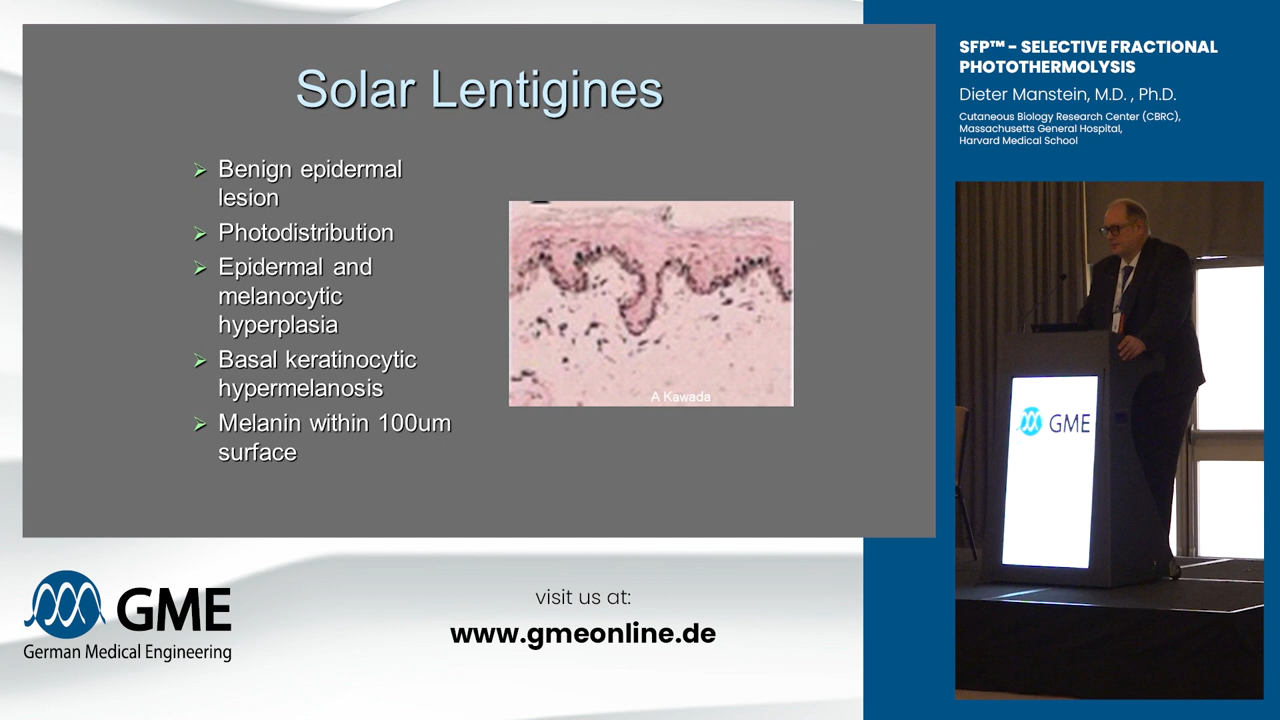 Solar Lentigines
➢ Benign epidermal
lesion
➢ Photodistribution
➢ Epidermal and
melanocytic
hyperplasia
➢ Basal keratinocytic
hypermelanosis
➢ Melanin within 100um
surface
A Kawada
SFP™ - SELECTIVE FRACTIONAL
PHOTOTHERMOLYSIS
Dieter Manstein, M.D. , Ph.D.
Cutaneous Biology Research Center (CBRC),
Massachusetts General Hospital,
Harvard Medical School
GME
GME
German Medical Engineering
visit us at:
www.gmeonline.de